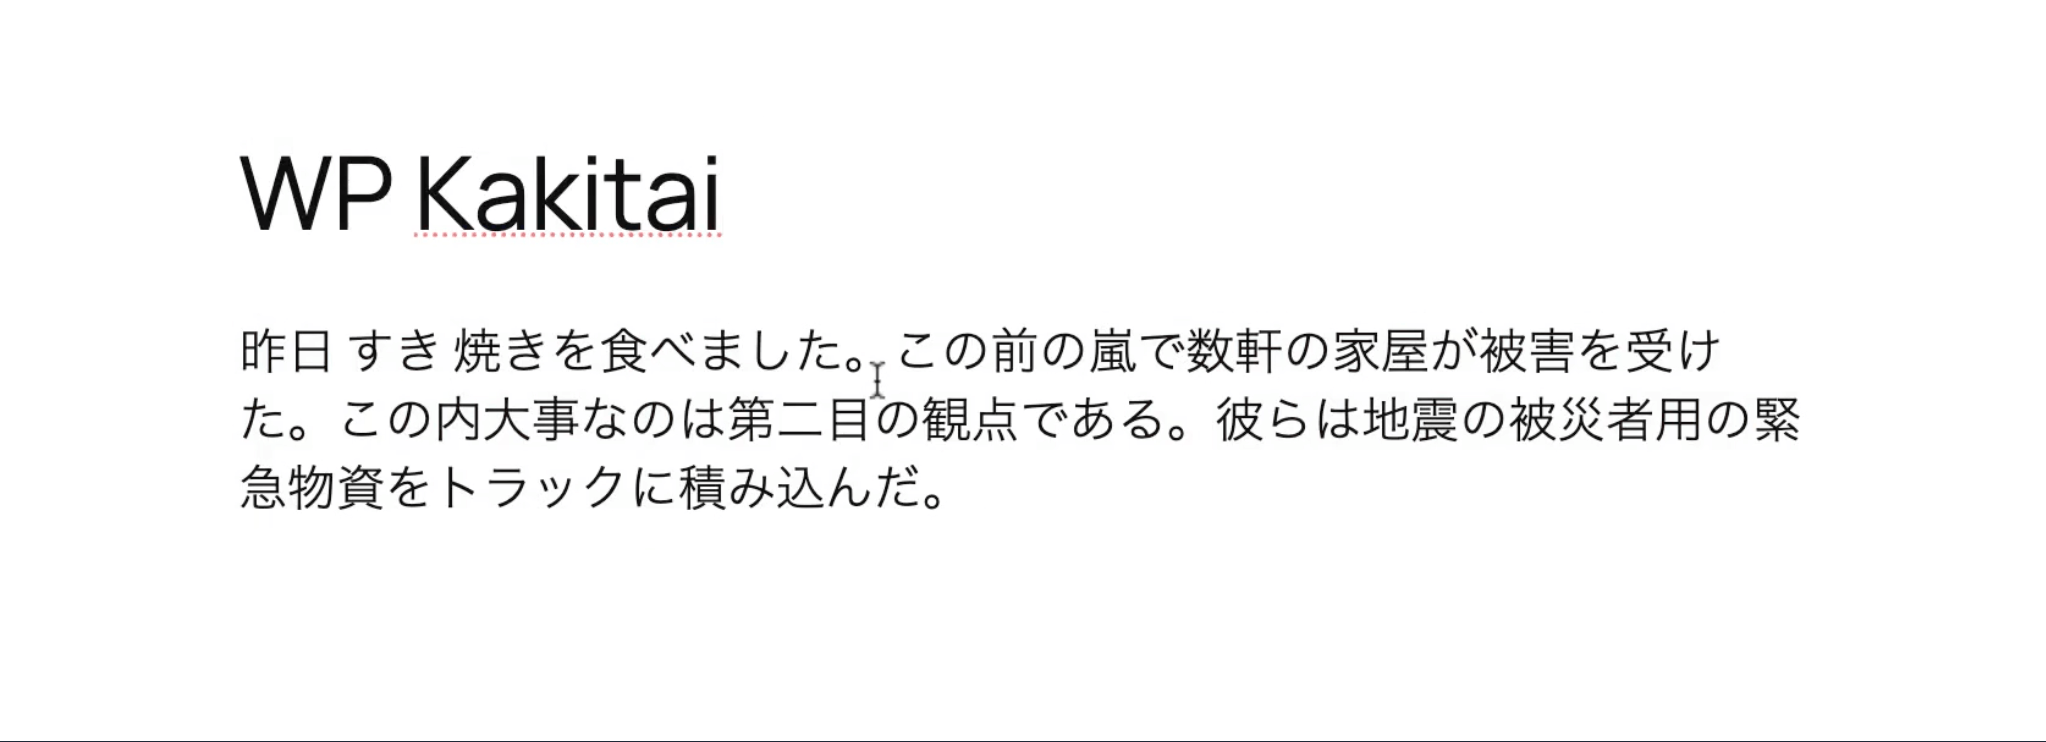 WP Kakitai
昨日 すき 焼きを食べました。 この前の嵐で数軒の家屋が被害を受け
た。この内大事なのは第二目の観点である。彼らは地震の被災者用の緊
急物資をトラックに積み込んだ。